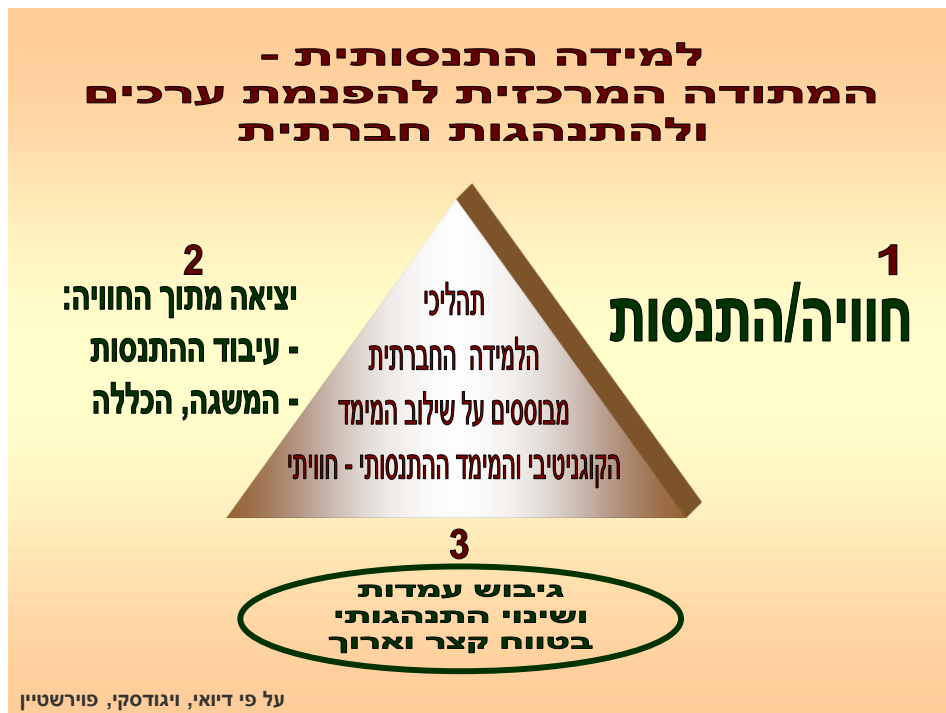 למידה התנסותית -
המתודה המרכזית להפנמת ערכים
ולהתנהגות חברתית
1
חוויה/התנסות
2
יציאה מתוך החוויה:
- עיבוד ההתנסות
- המשגה, הכללה
תהליכי
הלמידה החברתית
מבוססים על שילוב המימד
הקוגניטיבי והמימד ההתנסותי - חוויתי
3
גיבוש עמדות
ושינוי התנהגותי
בטווח קצר וארוך
על פי דיואי, ויגודסקי, פוירשטיין